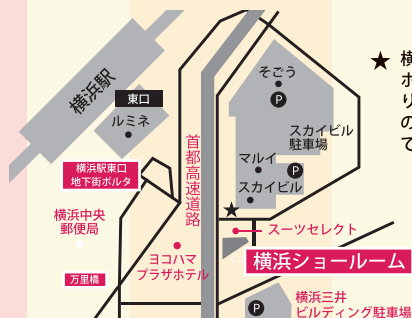 横浜駅
東口
ルミネ
そごう
P
スカイビル
駐車場
マルイ
P
スカイビル
★
首都高速道路
横浜駅東口
地下街ポルタ
横浜中央
郵便局
ヨコハマ
プラザホテル
万里橋
スーツセレクト
横浜ショールーム
P
横浜三井
ビルディング駐車場
★ 横
ホ
り
の
て